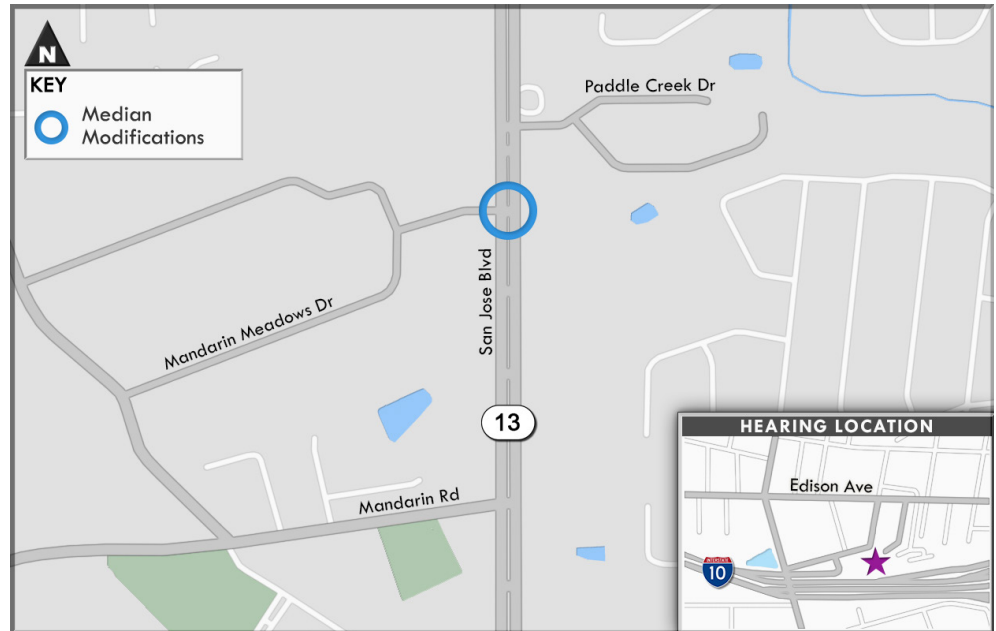 N
KEY
Median
Modifications
Paddle Creek Dr
San Jose Blvd
Mandarin Meadows Dr
13
Mandarin Rd
HEARING LOCATION
Edison Ave
INTERSTATE
10